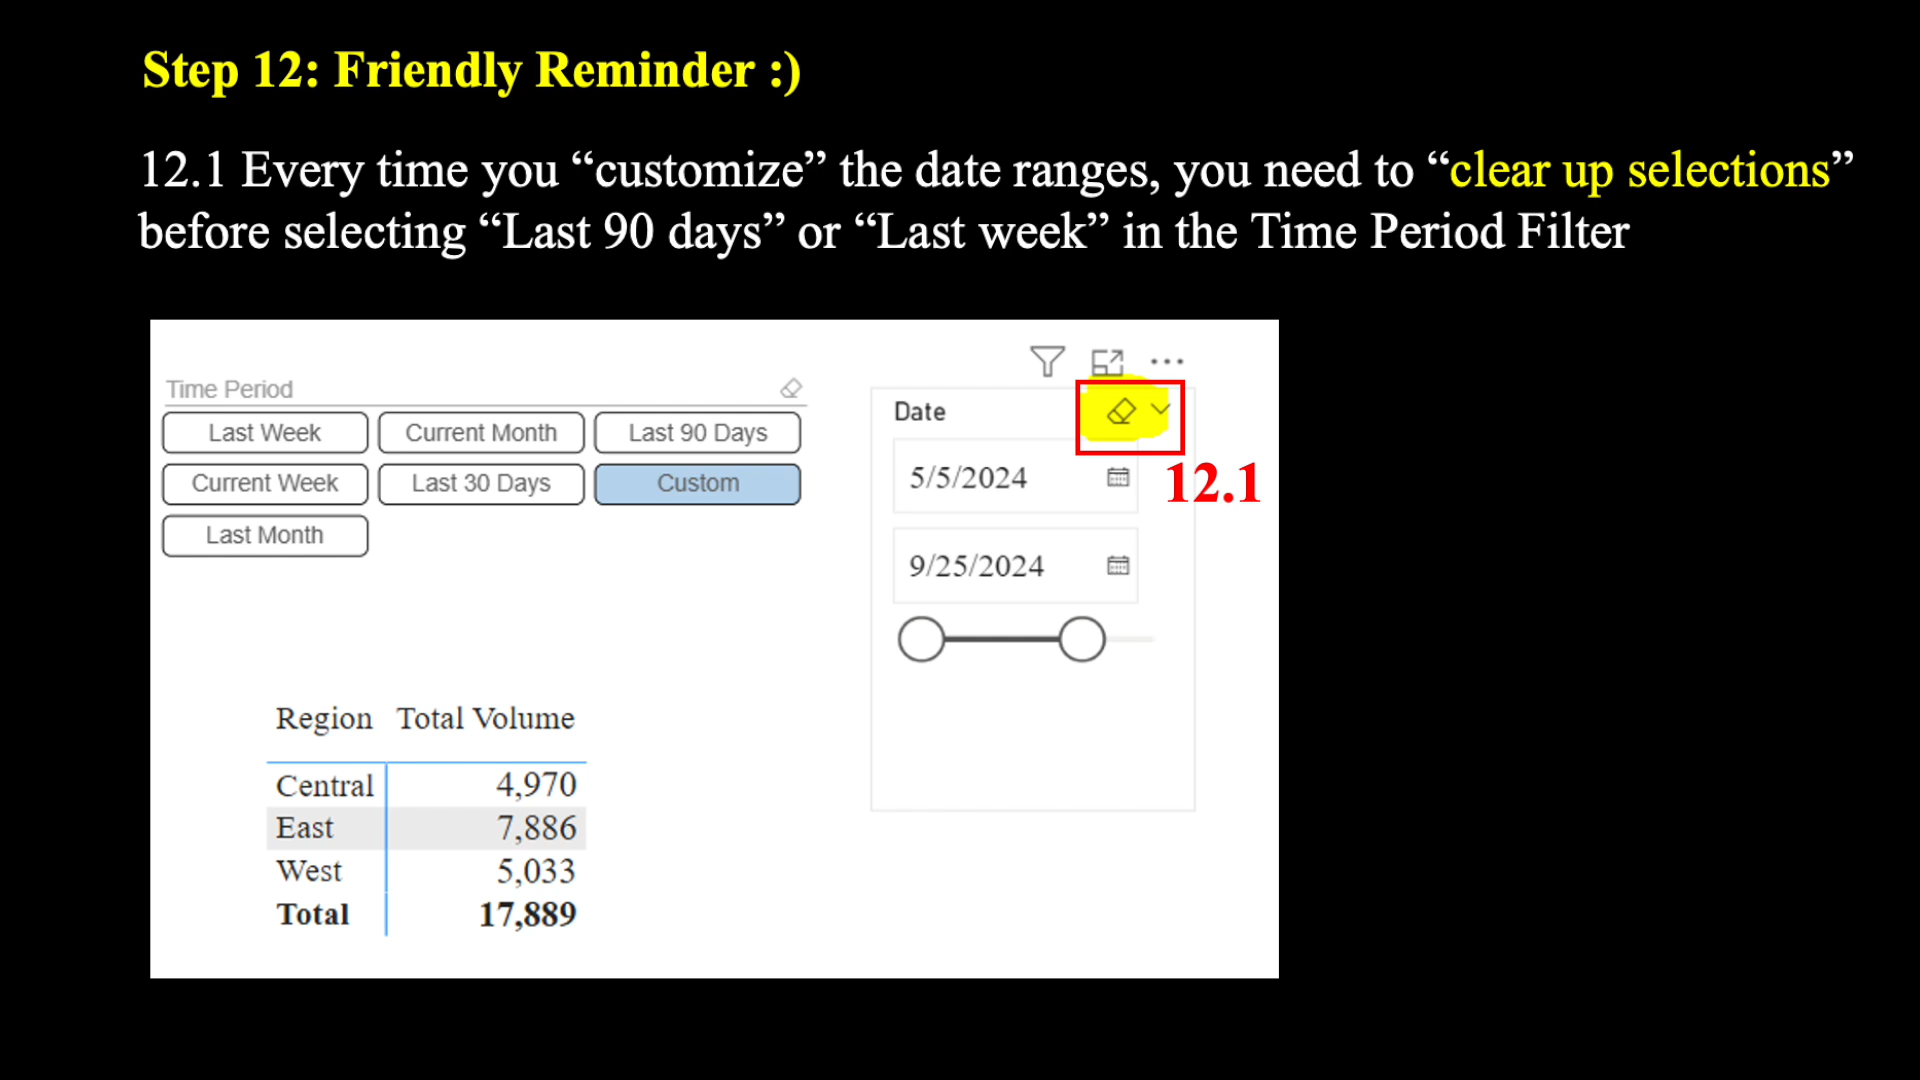 Step 12: Friendly Reminder :)
12.1 Every time you “customize” the date ranges, you need to “clear up selections”
before selecting “Last 90 days” or “Last week” in the Time Period Filter
Time Period
Last Week Current Month Last 90 Days
Current Week Last 30 Days Custom
Last Month
Date
5/5/2024
12.1
9/25/2024
Region Total Volume
Central 4,970
East 7,886
West 5,033
Total 17,889